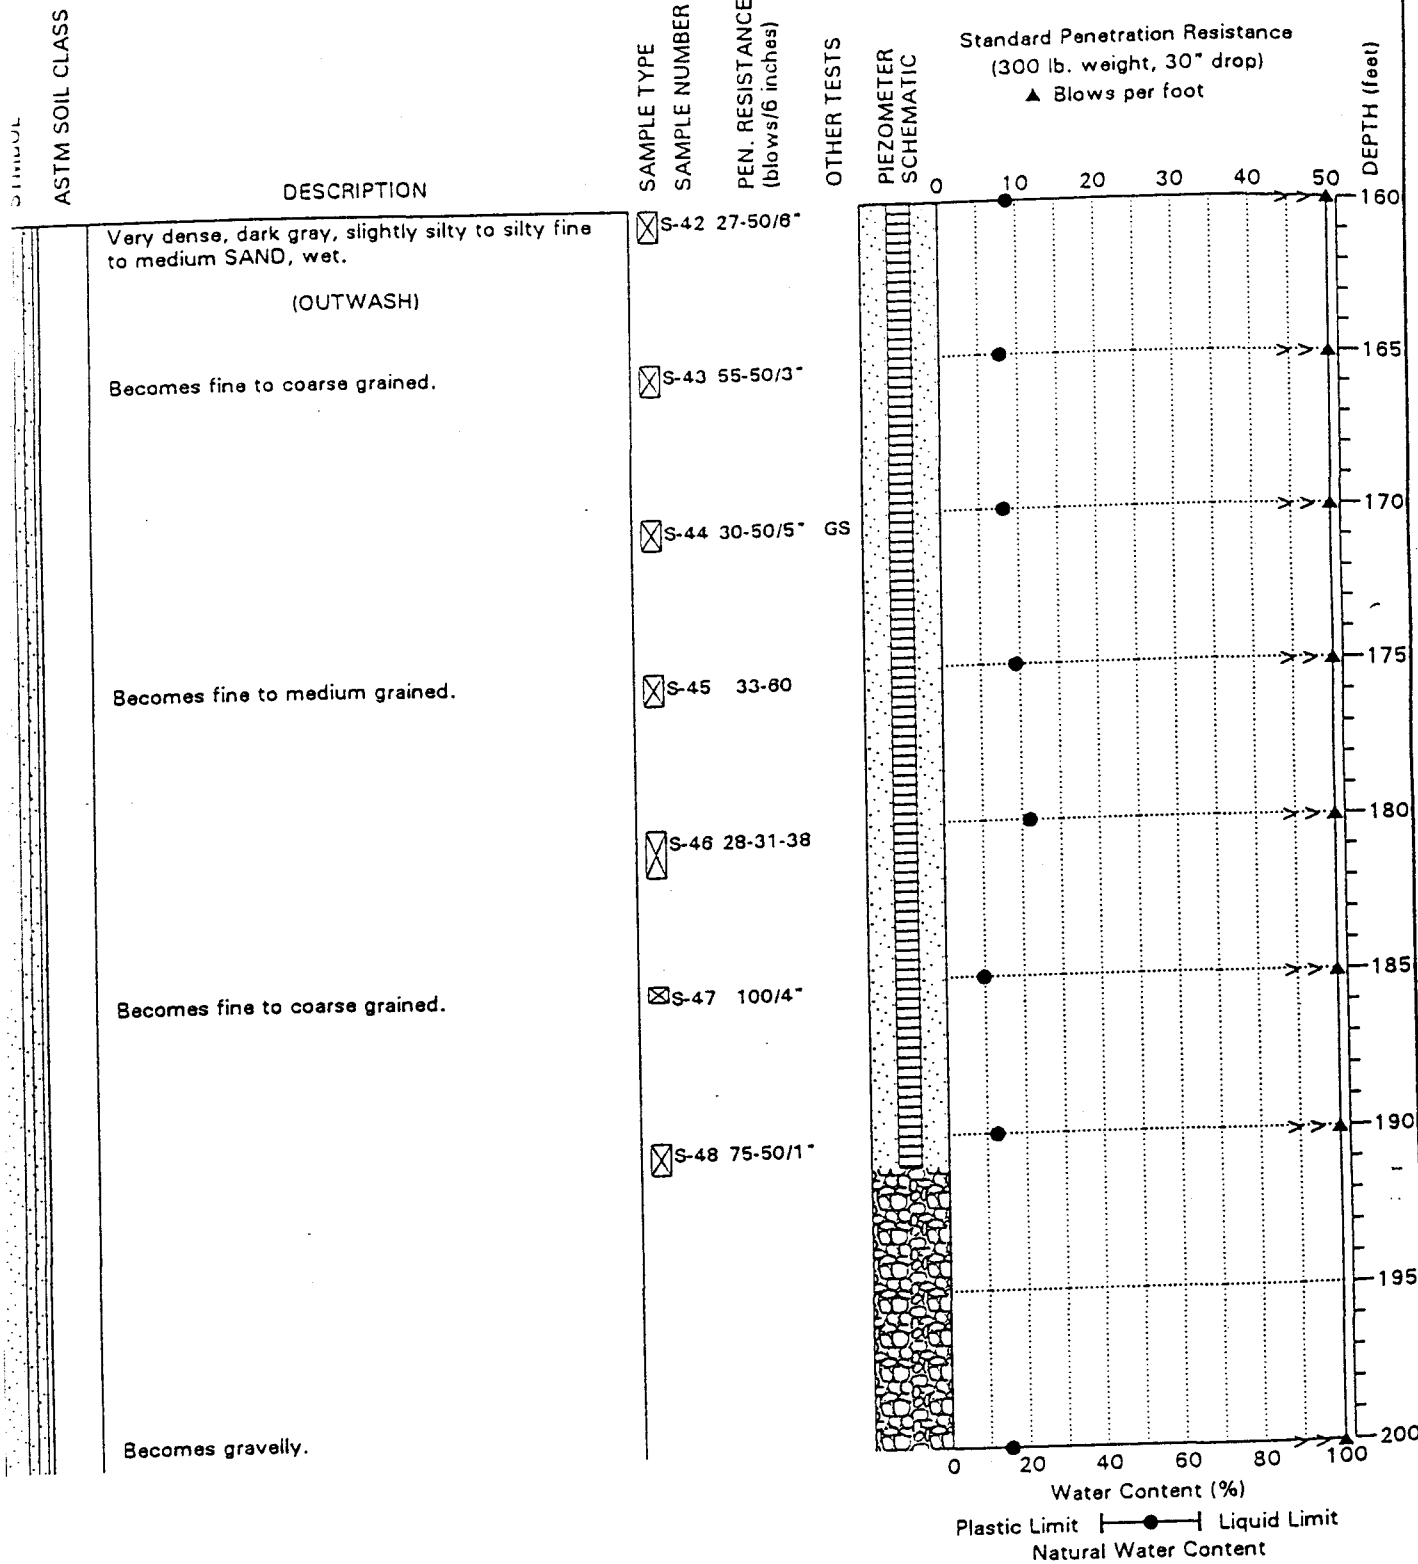 ASTM SOIL CLASS
DESCRIPTION
SAMPLE TYPE
SAMPLE NUMBER
PEN. RESISTANCE
(blows/6 inches)
OTHER TESTS
PIEZOMETER
SCHEMATIC
Standard Penetration Resistance
(300 lb. weight, 30" drop)
▲ Blows per foot
DEPTH (feet)
0 10 20 30 40 50
160
Very dense, dark gray, slightly silty to silty fine
to medium SAND, wet.
S-42 27-50/6"
(OUTWASH)
165
Becomes fine to coarse grained.
S-43 55-50/3"
170
S-44 30-50/5" GS
175
Becomes fine to medium grained.
S-45 33-60
180
S-46 28-31-38
185
Becomes fine to coarse grained.
S-47 100/4"
190
S-48 75-50/1"
195
Becomes gravelly.
200
0 20 40 60 80 100
Water Content (%)
Plastic Limit Liquid Limit
Natural Water Content